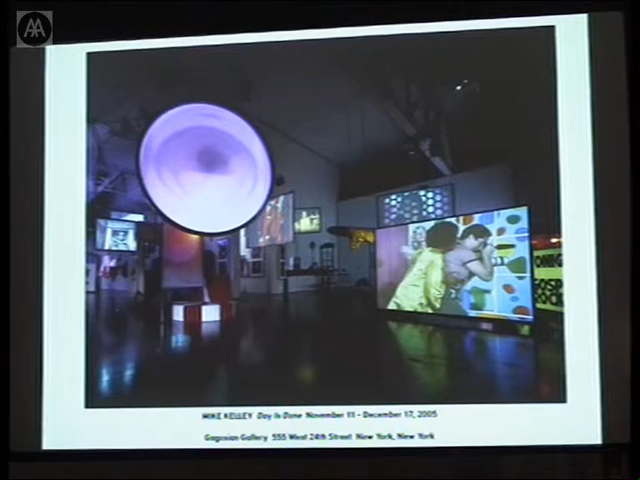 AA
MIKE KELLEY Day Is Done November 11 - December 17, 2005
Gagosian Gallery 555 West 24th Street New York, New York